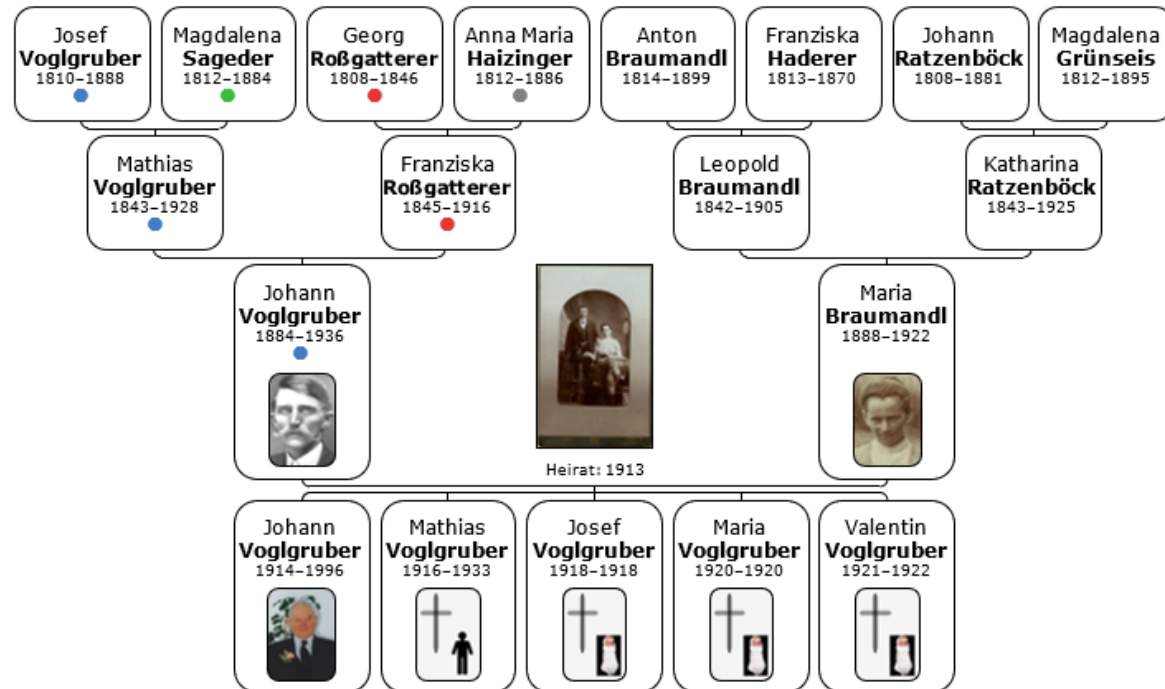 Josef
Voglgruber
1810–1888
Magdalena
Sageder
1812–1884
Georg
Roßgatterer
1808–1846
Anna Maria
Haizinger
1812–1886
Anton
Braumandl
1814–1899
Franziska
Haderer
1813–1870
Johann
Ratzenböck
1808–1881
Magdalena
Grünseis
1812–1895
Mathias
Voglgruber
1843–1928
Franziska
Roßgatterer
1845–1916
Leopold
Braumandl
1842–1905
Katharina
Ratzenböck
1843–1925
Johann
Voglgruber
1884–1936
Heirat: 1913
Maria
Braumandl
1888–1922
Johann
Voglgruber
1914–1996
Mathias
Voglgruber
1916–1933
Josef
Voglgruber
1918–1918
Maria
Voglgruber
1920–1920
Valentin
Voglgruber
1921–1922